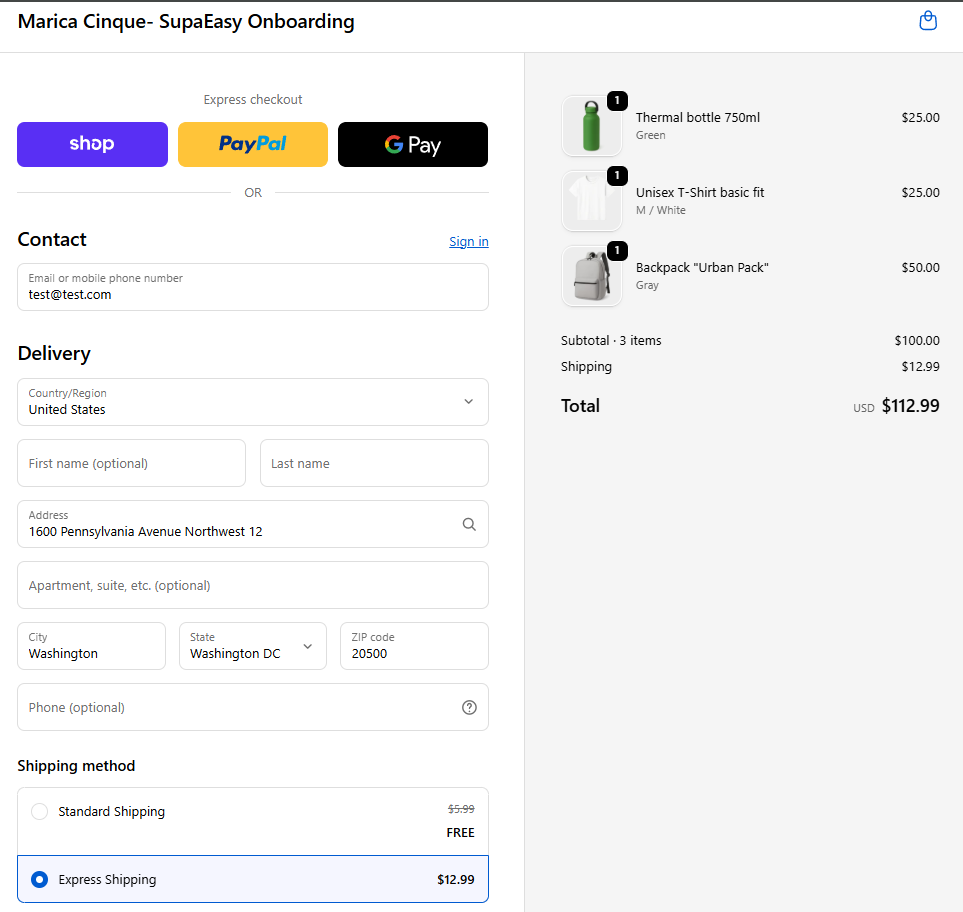 Marica Cinque- SupaEasy Onboarding
Express checkout
shop
PayPal
G Pay
OR
Contact
Sign in
Email or mobile phone number
test@test.com
Delivery
Country/Region
United States
First name (optional)
Last name
Address
1600 Pennsylvania Avenue Northwest 12
Apartment, suite, etc. (optional)
City
Washington
State
Washington DC
ZIP code
20500
Phone (optional)
Shipping method
Standard Shipping
$5.99
FREE
Express Shipping
$12.99
1
Thermal bottle 750ml
$25.00
Green
1
Unisex T-Shirt basic fit
$25.00
M / White
1
Backpack "Urban Pack"
$50.00
Gray
Subtotal · 3 items
$100.00
Shipping
$12.99
Total
USD $112.99